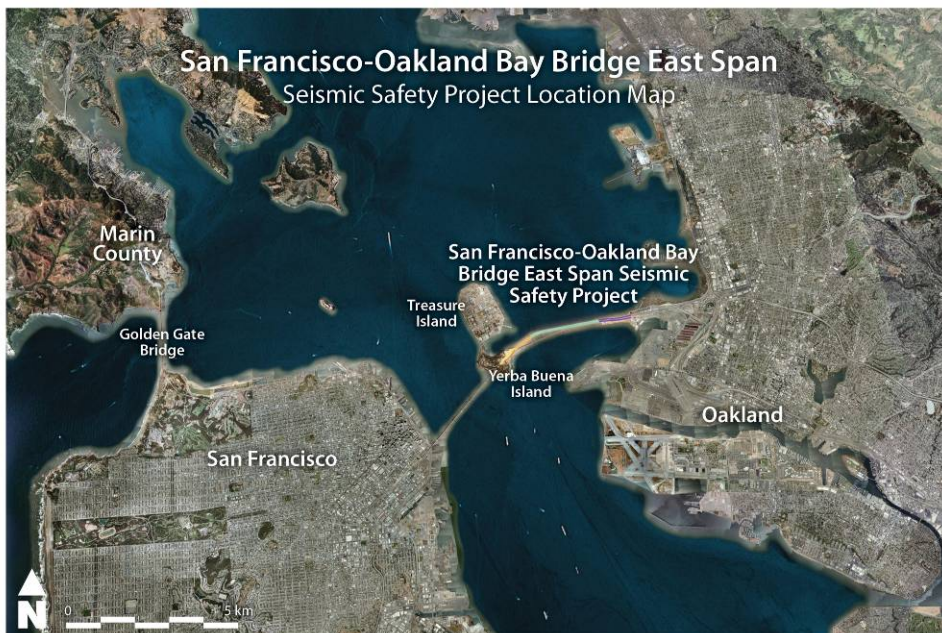 San Francisco-Oakland Bay Bridge East Span
Seismic Safety Project Location Map
Marin
County
San Francisco-Oakland Bay
Bridge East Span Seismic
Safety Project
Treasure
Island
Golden Gate
Bridge
Yerba Buena
Island
Oakland
San Francisco
N
0
5 km